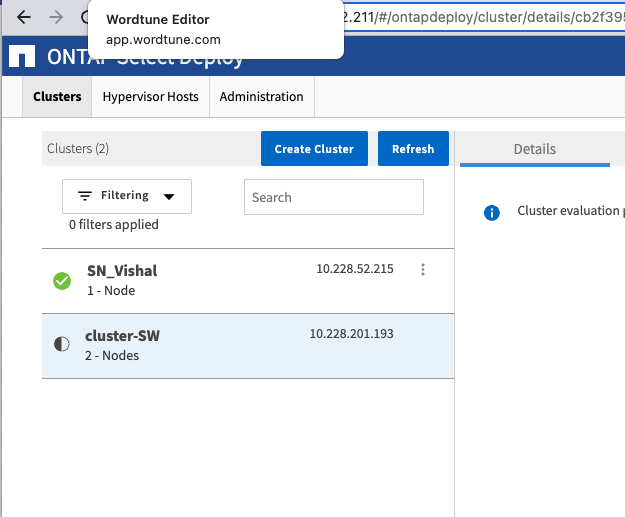 Wordtune Editor
app.wordtune.com
2.211/#/ontapdeploy/cluster/details/cb2f395
ONTAP Select Deploy
Clusters
Hypervisor Hosts
Administration
Clusters (2)
Create Cluster
Refresh
Details
Filtering
Search
0 filters applied
Cluster evaluation
SN_Vishal
10.228.52.215
1 - Node
cluster-SW
10.228.201.193
2 - Nodes